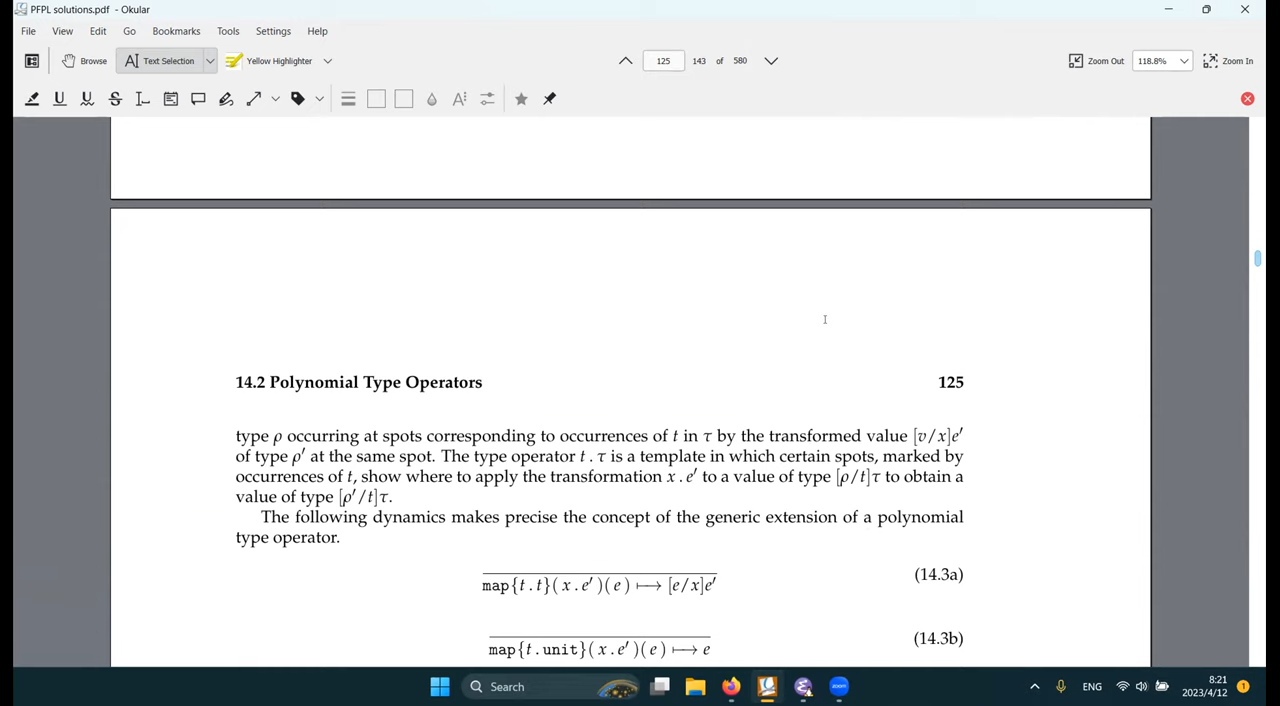 PFPL solutions.pdf - Okular
File View Edit Go Bookmarks Tools Settings Help
Browse Text Selection Yellow Highlighter 125 143 of 580 Zoom Out 118.8% Zoom In
14.2 Polynomial Type Operators 125
type ρ occurring at spots corresponding to occurrences of t in τ by the transformed value [v/x]e′
of type ρ′ at the same spot. The type operator t . τ is a template in which certain spots, marked by
occurrences of t, show where to apply the transformation x . e′ to a value of type [ρ/t]τ to obtain a
value of type [ρ′/t]τ.
The following dynamics makes precise the concept of the generic extension of a polynomial
type operator.
map{t.t}(x.e′)(e) ⟼ [e/x]e′ (14.3a)
map{t.unit}(x.e′)(e) ⟼ e (14.3b)
Search ENG 8:21
2023/4/12 1
zoom